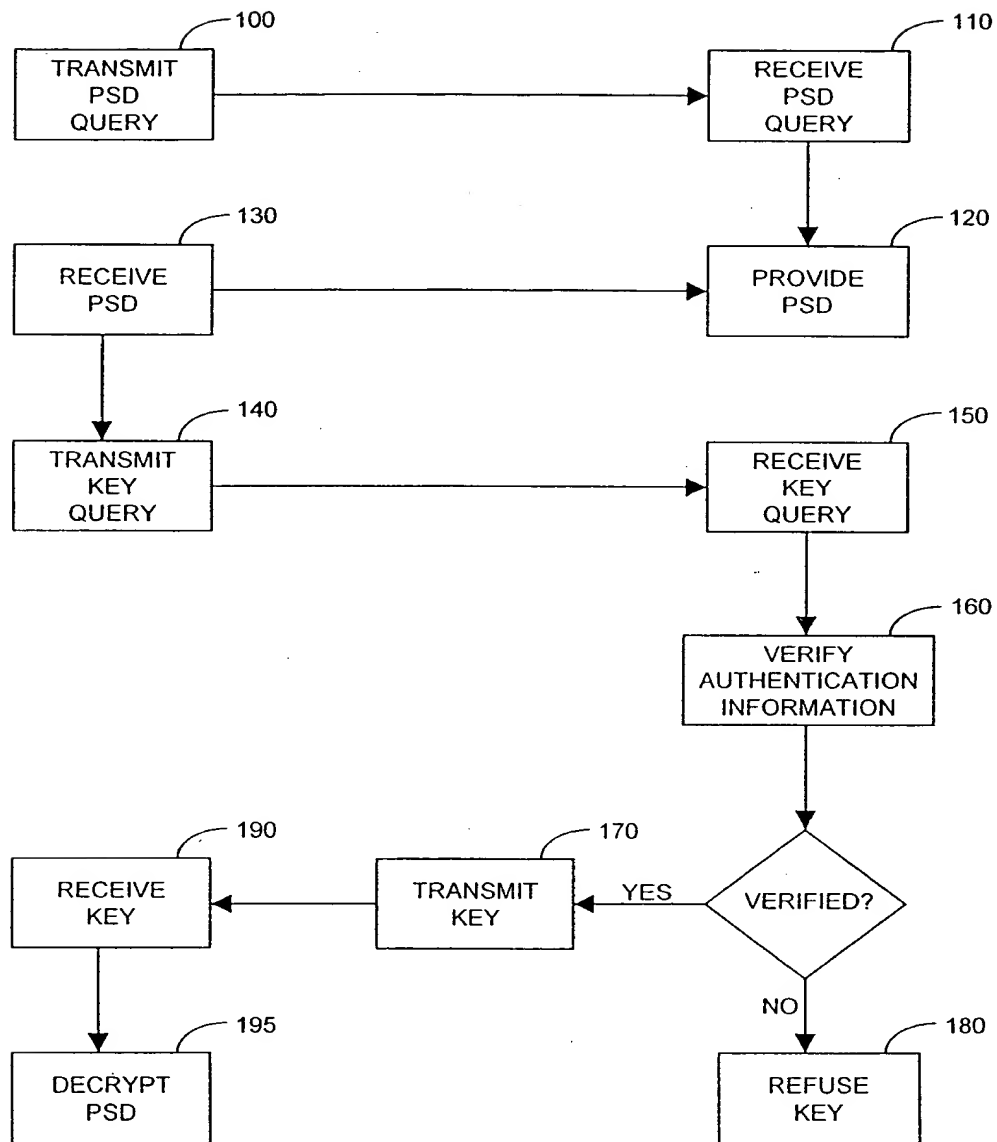 100
TRANSMIT
PSD
QUERY
110
RECEIVE
PSD
QUERY
130
RECEIVE
PSD
120
PROVIDE
PSD
140
TRANSMIT
KEY
QUERY
150
RECEIVE
KEY
QUERY
160
VERIFY
AUTHENTICATION
INFORMATION
190
RECEIVE
KEY
170
TRANSMIT
KEY
YES
VERIFIED?
NO
195
DECRYPT
PSD
180
REFUSE
KEY